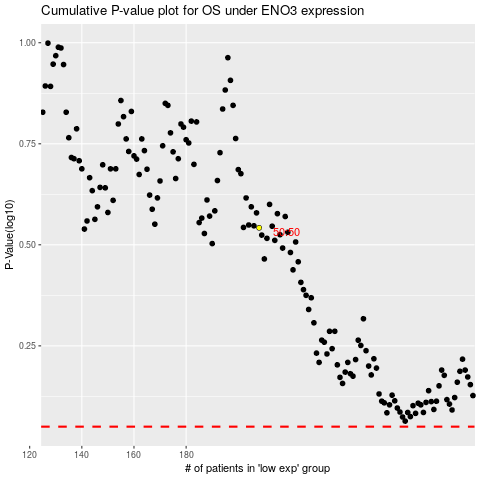 Cumulative P-value plot for OS under ENO3 expression
1.00
0.75
0.50
0.25
P-Value(log10)
50:50
120 140 160 180
# of patients in 'low exp' group